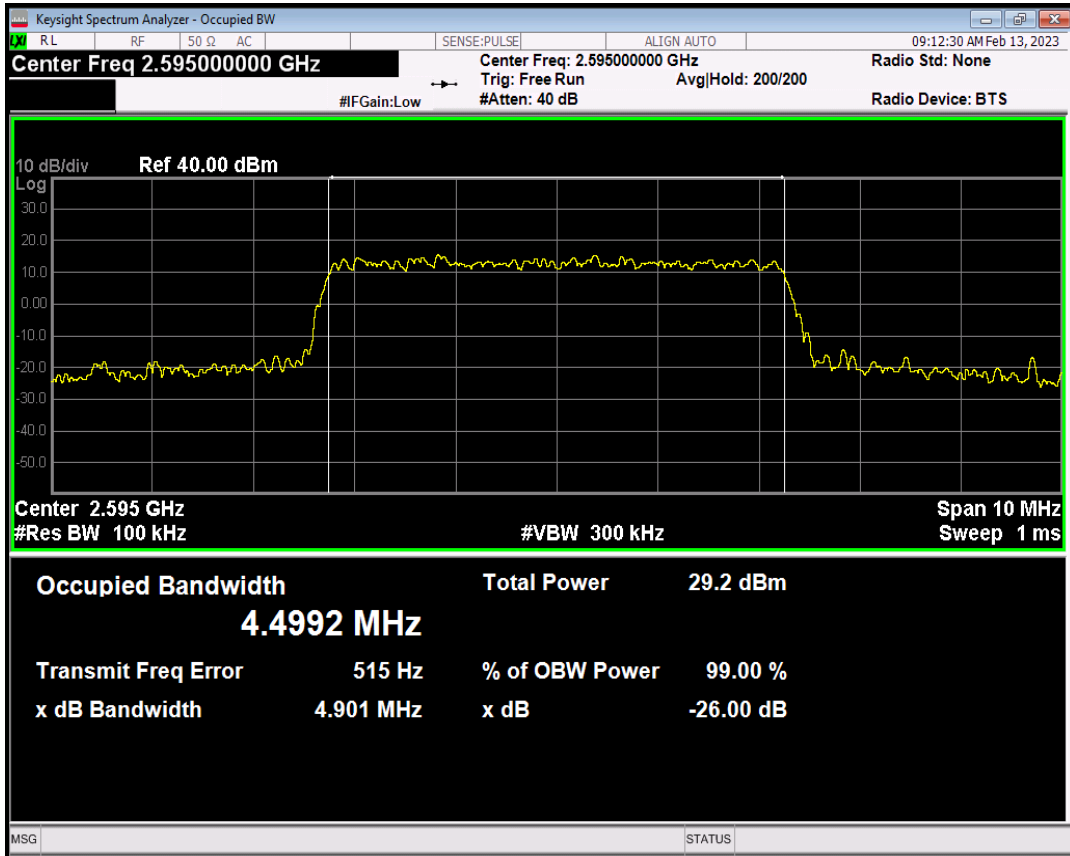 Keysight Spectrum Analyzer - Occupied BW
LXI RL RF 50 Ω AC SENSE:PULSE ALIGN AUTO 09:12:30 AM Feb 13, 2023
Center Freq 2.595000000 GHz Center Freq: 2.595000000 GHz Radio Std: None
Trig: Free Run Avg|Hold: 200/200
#IFGain:Low #Atten: 40 dB Radio Device: BTS
10 dB/div Ref 40.00 dBm
Log
30.0
20.0
10.0
0.00
-10.0
-20.0
-30.0
-40.0
-50.0
Center 2.595 GHz Span 10 MHz
#Res BW 100 kHz #VBW 300 kHz Sweep 1 ms
Occupied Bandwidth Total Power 29.2 dBm
4.4992 MHz
Transmit Freq Error 515 Hz % of OBW Power 99.00 %
x dB Bandwidth 4.901 MHz x dB -26.00 dB
MSG STATUS